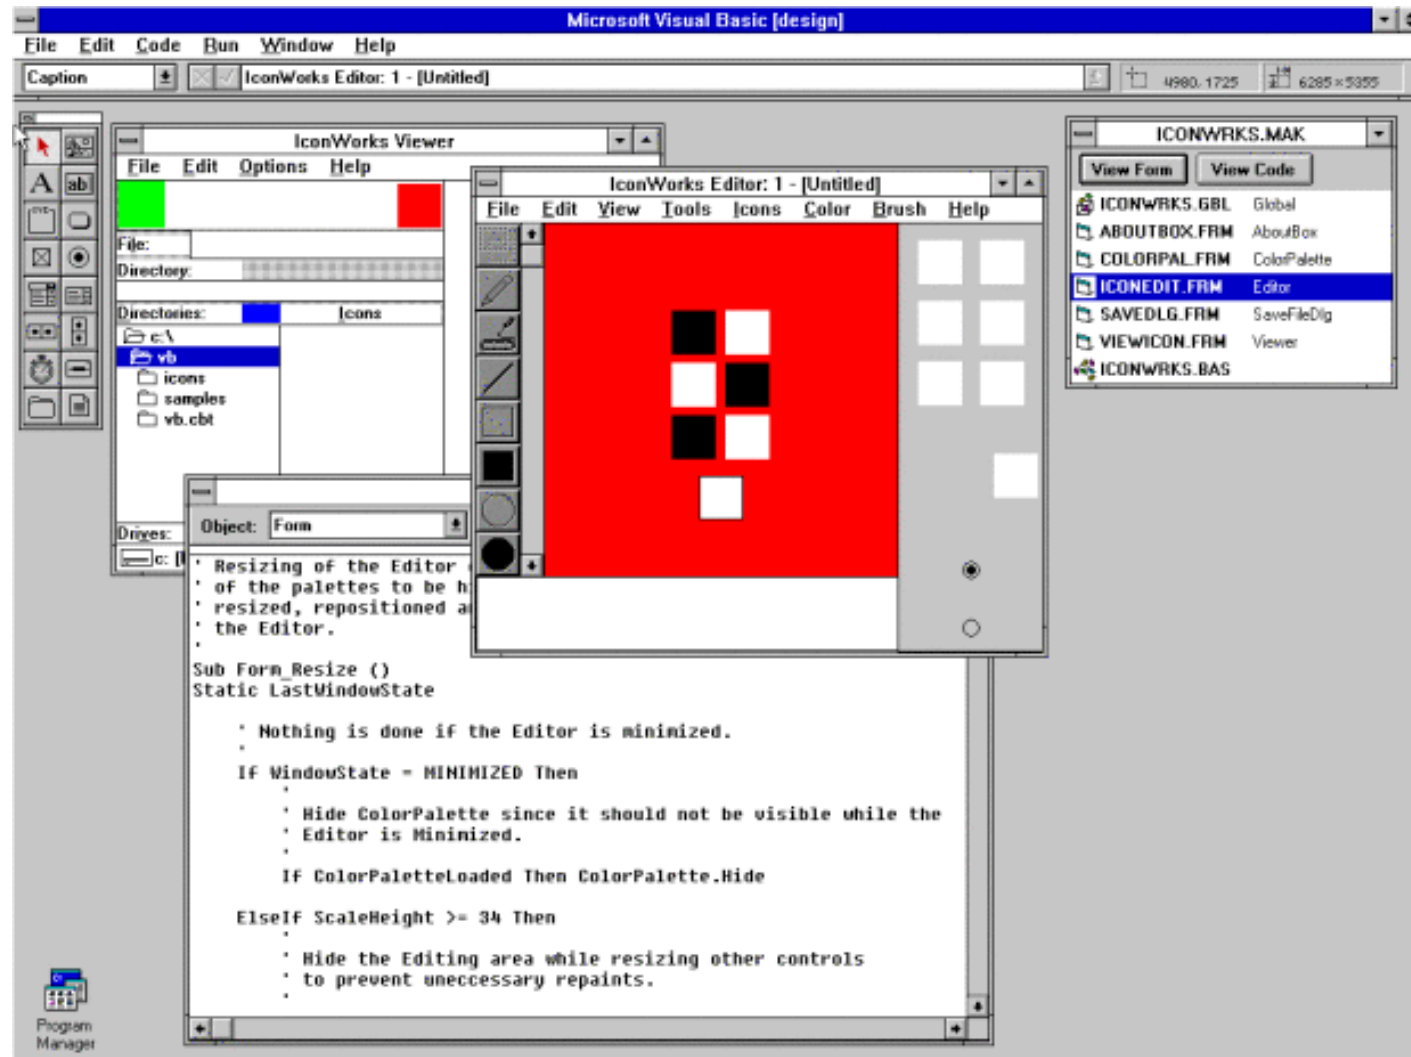 Microsoft Visual Basic [design]
File Edit Code Run Window Help
Caption
IconWorks Editor: 1 - [Untitled]
4980, 1725
6285×5355
IconWorks Viewer
File Edit Options Help
File:
Directory:
Directories:
Icons
c:\
vb
icons
samples
vb.cbt
Drives:
c:
IconWorks Editor: 1 - [Untitled]
File Edit View Tools Icons Color Brush Help
ICONWRKS.MAK
View Form View Code
ICONWRKS.GBL Global
ABOUTBOX.FRM AboutBox
COLORPAL.FRM ColorPalette
ICONEDIT.FRM Editor
SAVEDLG.FRM SaveFileDlg
VIEWICON.FRM Viewer
ICONWRKS.BAS
A ab
Object: Form
' Resizing of the Editor
' of the palettes to be
' resized, repositioned
' the Editor.
'
Sub Form_Resize ()
Static LastWindowState
' Nothing is done if the Editor is minimized.
'
If WindowState = MINIMIZED Then
'
' Hide ColorPalette since it should not be visible while the
' Editor is Minimized.
'
If ColorPaletteLoaded Then ColorPalette.Hide
ElseIf ScaleHeight >= 34 Then
'
' Hide the Editing area while resizing other controls
' to prevent uneccessary repaints.
'
Program
Manager